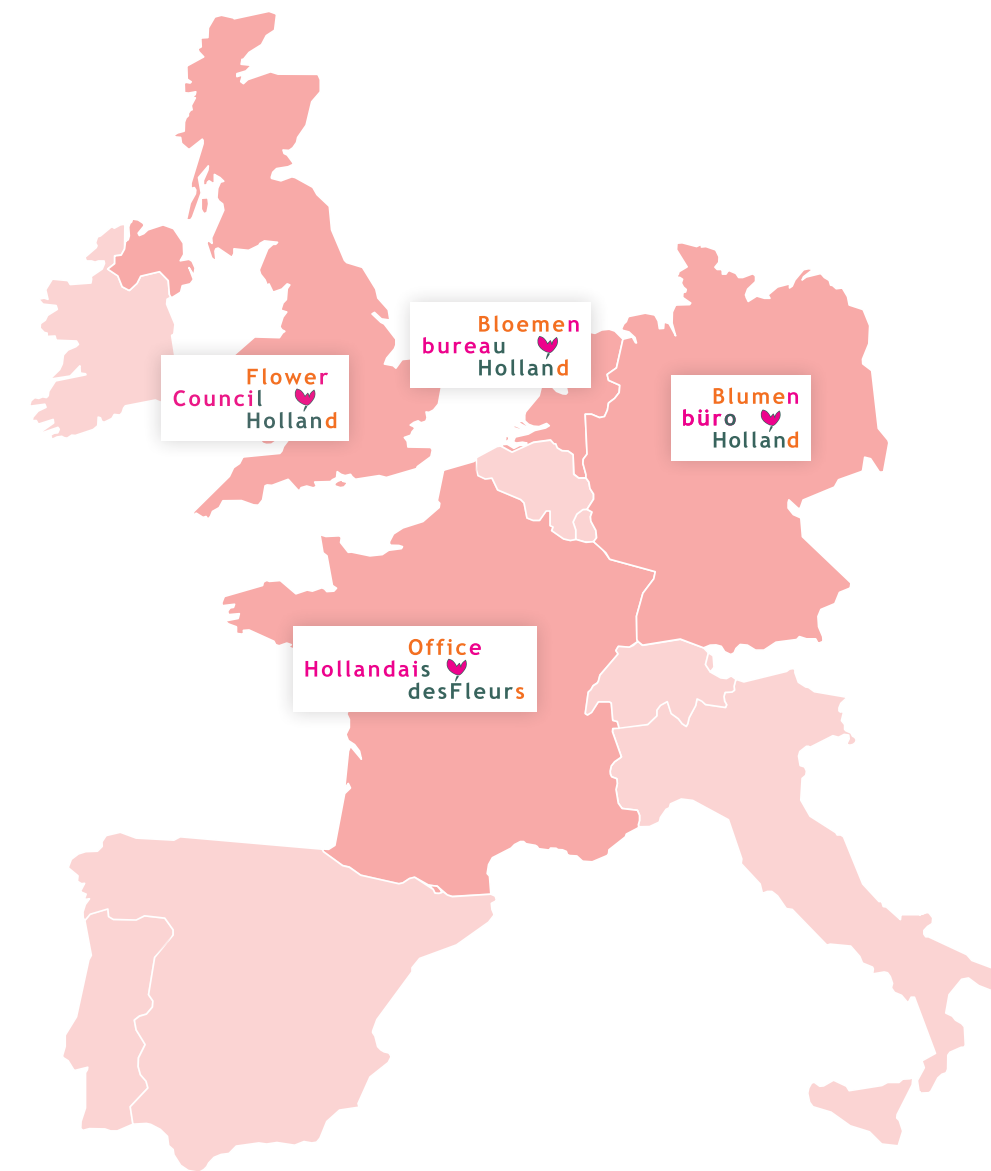 Bloemen
bureau
Holland
Flower
Council
Holland
Blumen
büro
Holland
Office
Hollandais
desFleurs